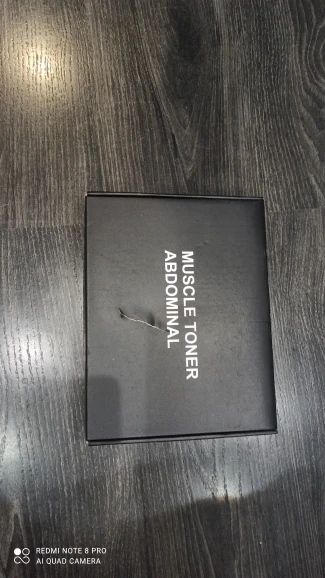 MUSCLE TONER
ABDOMINAL
REDMI NOTE 8 PRO
AI QUAD CAMERA